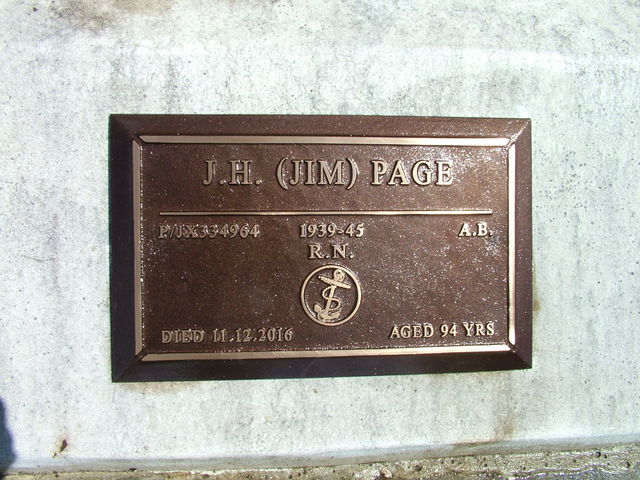 J.H. (JIM) PAGE
P/JX334964 1939-45 A.B.
R.N.
DIED 11.12.2016 AGED 94 YRS